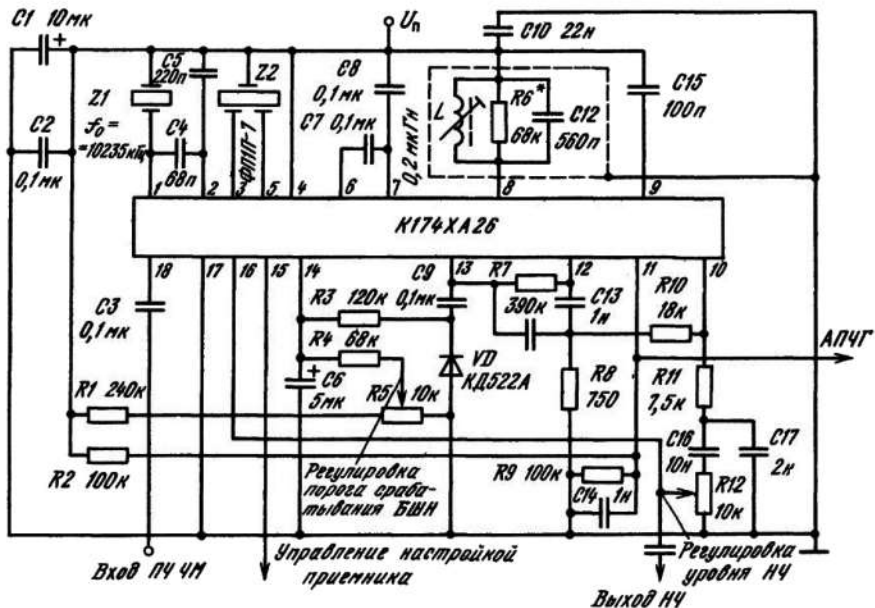 C1 10мк
+
Uп
C10 22н
C5
220п
Z2
C8
0,1мк
C15
100п
Z1
f₀ =
=10235кГц
C2
0,1мк
C4
68п
ФП1П-7
C7 0,1мк
0,2мкГн
L
R6*
68к
C12
560п
1
2
3
5
4
6
7
8
9
К174ХА26
18
17
16
15
14
13
12
11
10
C3
0,1мк
R3 120к
R4
68к
C9
0,1мк
R7
390к
C13
1н
R10
18к
АПЧГ
+
C6
5мк
VD
КД522А
R8
750
R11
7,5к
R1 240к
R5
10к
C16
10н
C17
2к
R2
100к
Регулировка
порога сраба-
тывания БШН
R9 100к
C14
1н
R12
10к
Вход ПЧ ЧМ
Управление настройкой
приемника
Регулировка
уровня НЧ
Выход НЧ